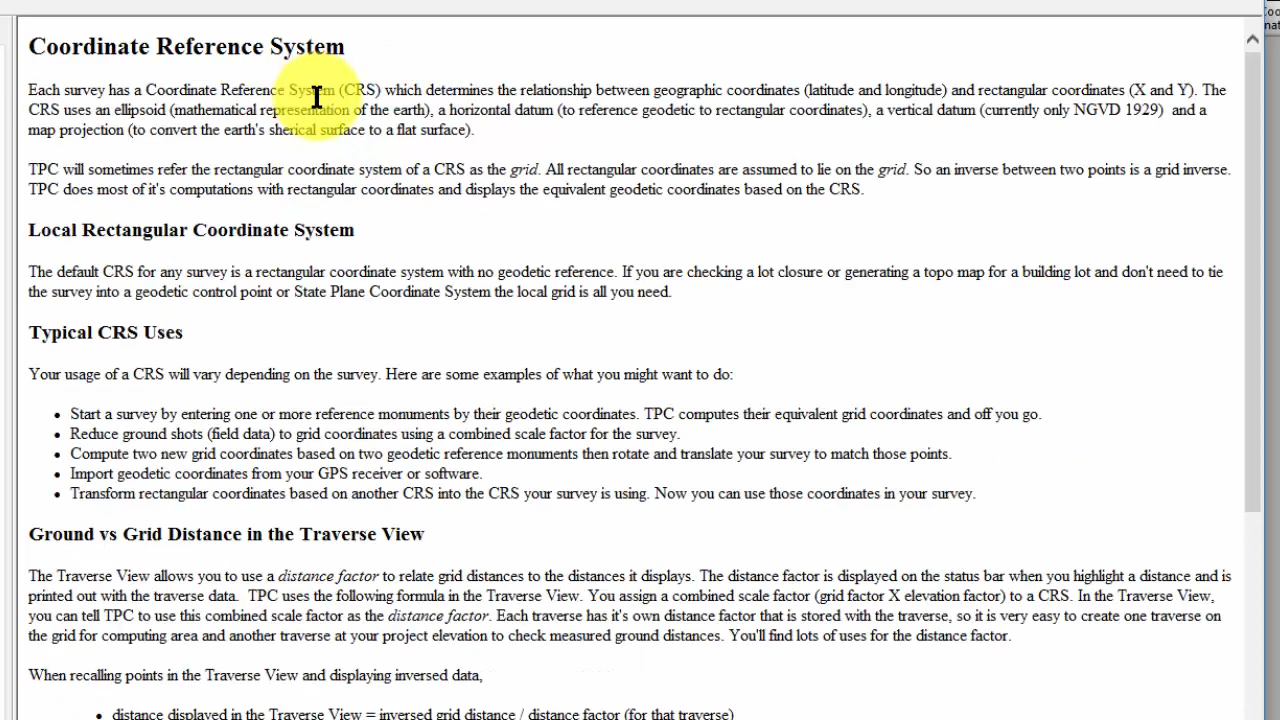 Coordinate Reference System
Each survey has a Coordinate Reference System (CRS) which determines the relationship between geographic coordinates (latitude and longitude) and rectangular coordinates (X and Y). The
CRS uses an ellipsoid (mathematical representation of the earth), a horizontal datum (to reference geodetic to rectangular coordinates), a vertical datum (currently only NGVD 1929) and a
map projection (to convert the earth's sherical surface to a flat surface).
TPC will sometimes refer the rectangular coordinate system of a CRS as the grid. All rectangular coordinates are assumed to lie on the grid. So an inverse between two points is a grid inverse.
TPC does most of it's computations with rectangular coordinates and displays the equivalent geodetic coordinates based on the CRS.
Local Rectangular Coordinate System
The default CRS for any survey is a rectangular coordinate system with no geodetic reference. If you are checking a lot closure or generating a topo map for a building lot and don't need to tie
the survey into a geodetic control point or State Plane Coordinate System the local grid is all you need.
Typical CRS Uses
Your usage of a CRS will vary depending on the survey. Here are some examples of what you might want to do:
• Start a survey by entering one or more reference monuments by their geodetic coordinates. TPC computes their equivalent grid coordinates and off you go.
• Reduce ground shots (field data) to grid coordinates using a combined scale factor for the survey.
• Compute two new grid coordinates based on two geodetic reference monuments then rotate and translate your survey to match those points.
• Import geodetic coordinates from your GPS receiver or software.
• Transform rectangular coordinates based on another CRS into the CRS your survey is using. Now you can use those coordinates in your survey.
Ground vs Grid Distance in the Traverse View
The Traverse View allows you to use a distance factor to relate grid distances to the distances it displays. The distance factor is displayed on the status bar when you highlight a distance and is
printed out with the traverse data. TPC uses the following formula in the Traverse View. You assign a combined scale factor (grid factor X elevation factor) to a CRS. In the Traverse View,
you can tell TPC to use this combined scale factor as the distance factor. Each traverse has it's own distance factor that is stored with the traverse, so it is very easy to create one traverse on
the grid for computing area and another traverse at your project elevation to check measured ground distances. You'll find lots of uses for the distance factor.
When recalling points in the Traverse View and displaying inversed data,
• distance displayed in the Traverse View = inversed grid distance / distance factor (for that traverse)